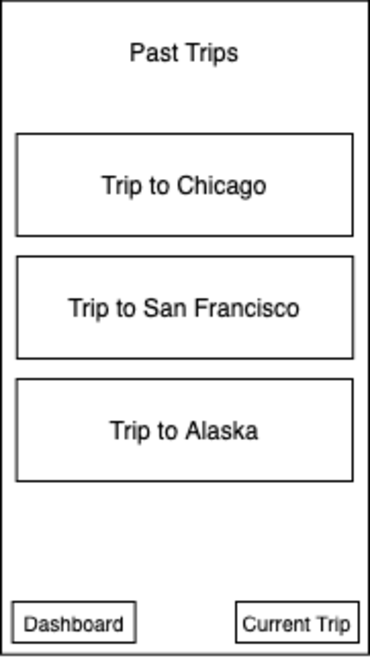 Past Trips
Trip to Chicago
Trip to San Francisco
Trip to Alaska
Dashboard
Current Trip